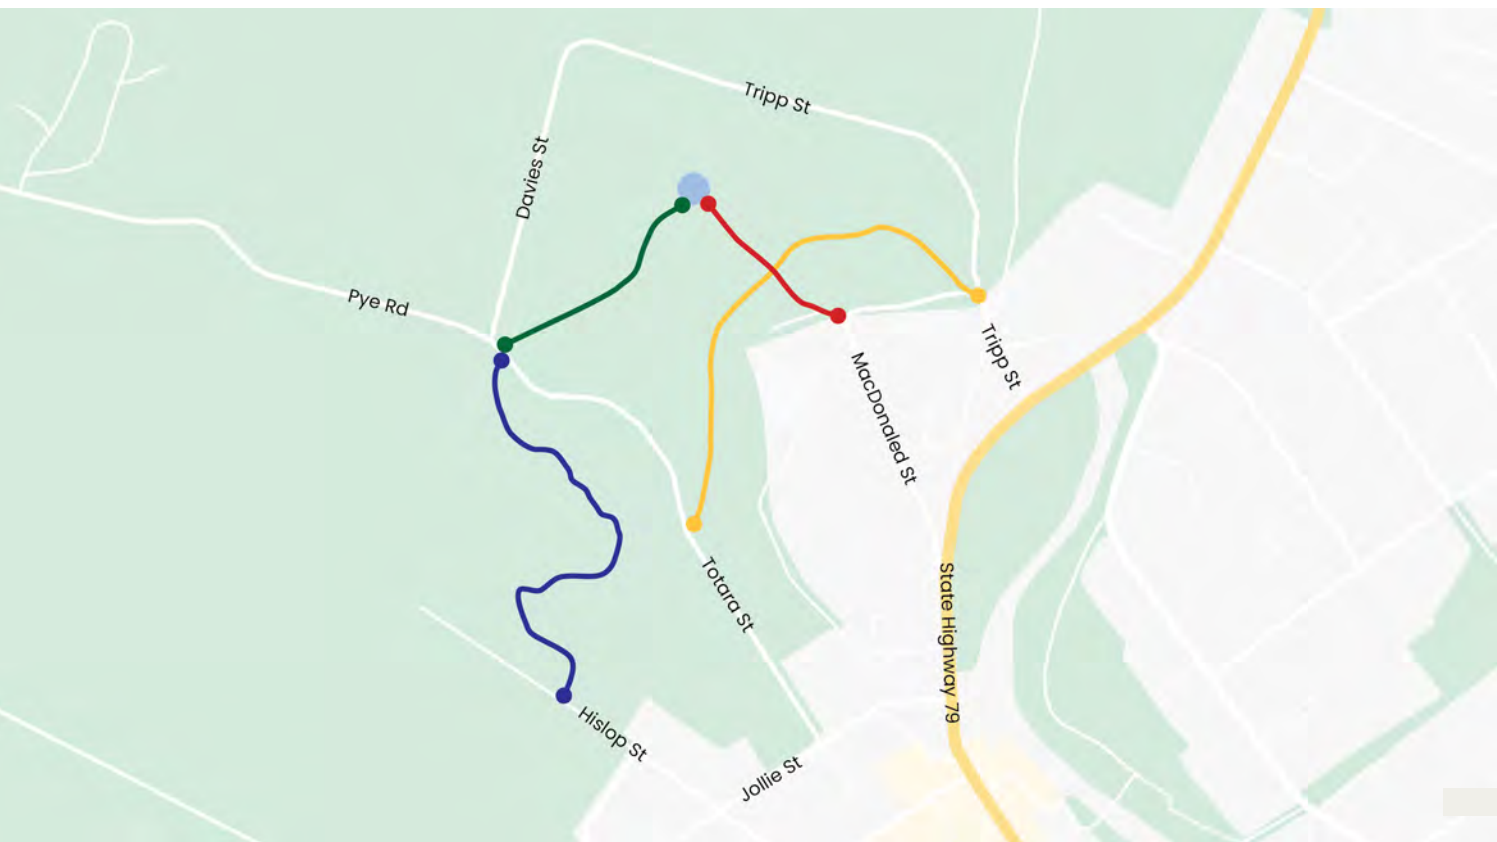 Tripp St
Davies St
Pye Rd
Tripp St
MacDonaled St
Totara St
State Highway 79
Hislop St
Jollie St